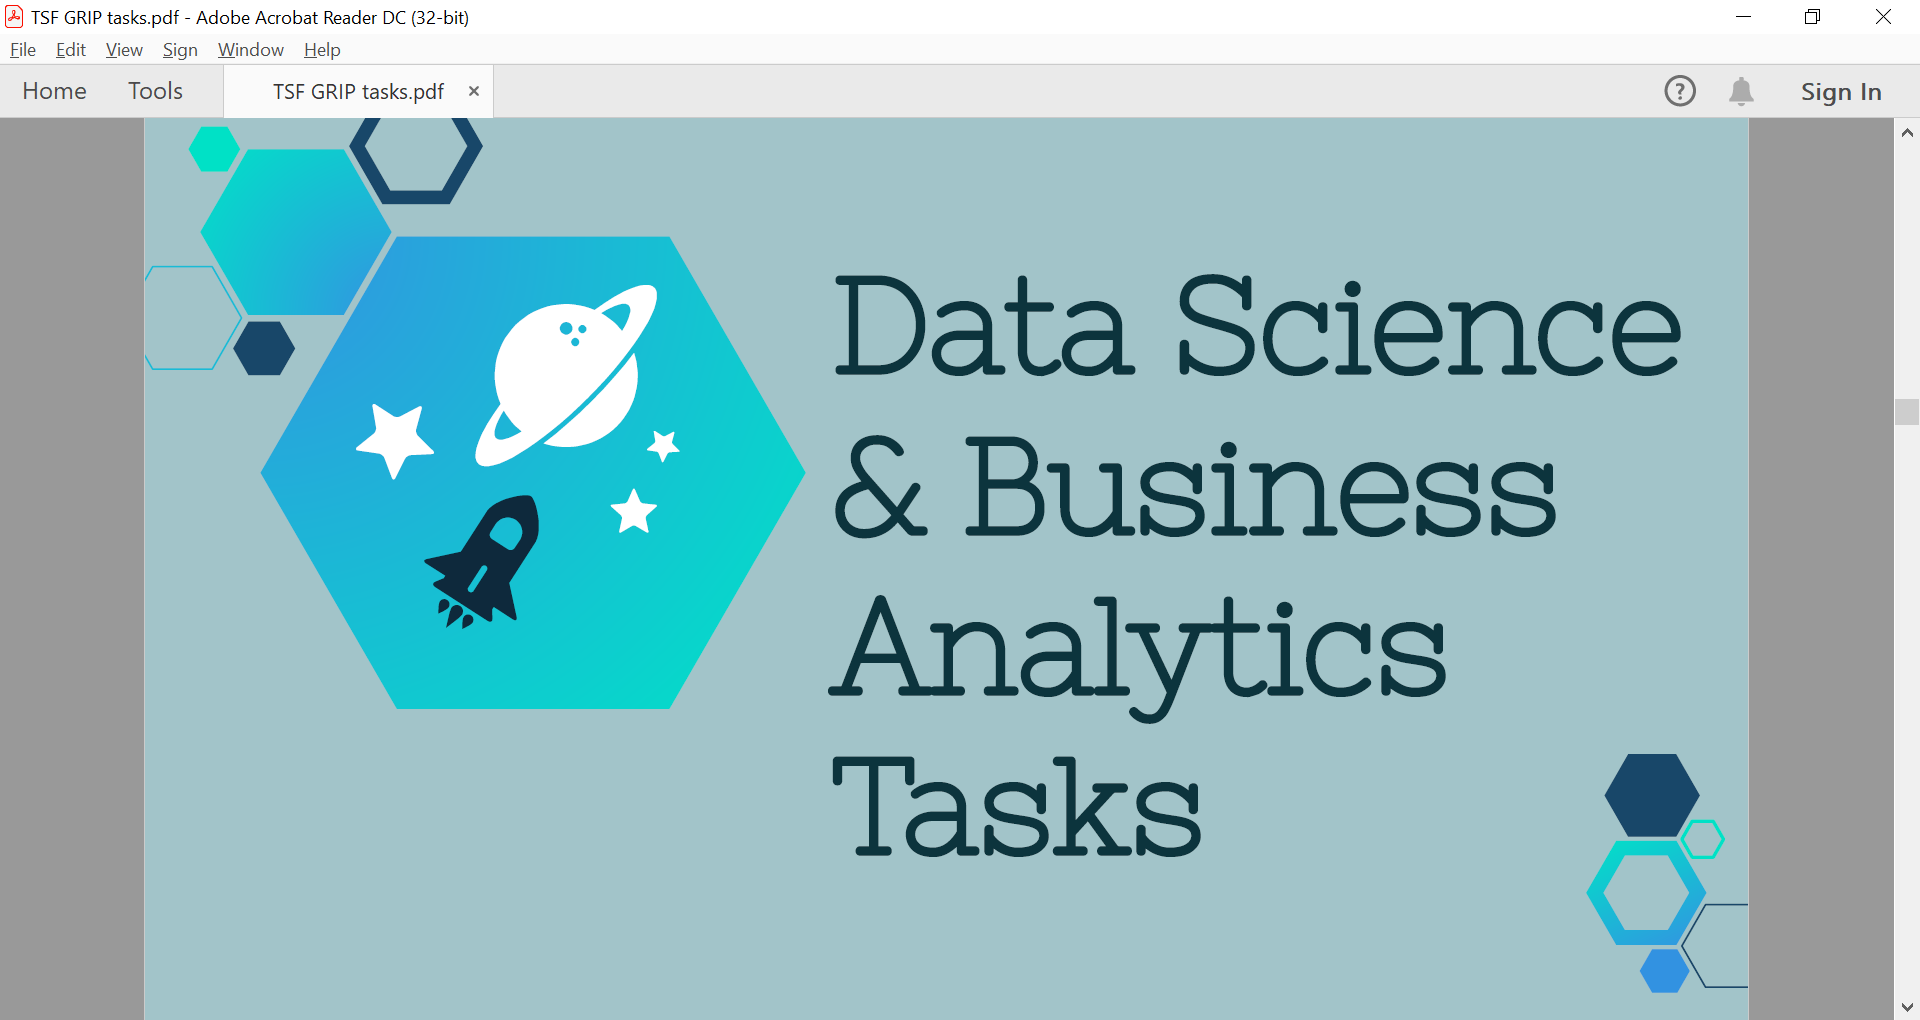 TSF GRIP tasks.pdf - Adobe Acrobat Reader DC (32-bit)
File Edit View Sign Window Help
Home Tools TSF GRIP tasks.pdf × ? Sign In
Data Science
& Business
Analytics
Tasks